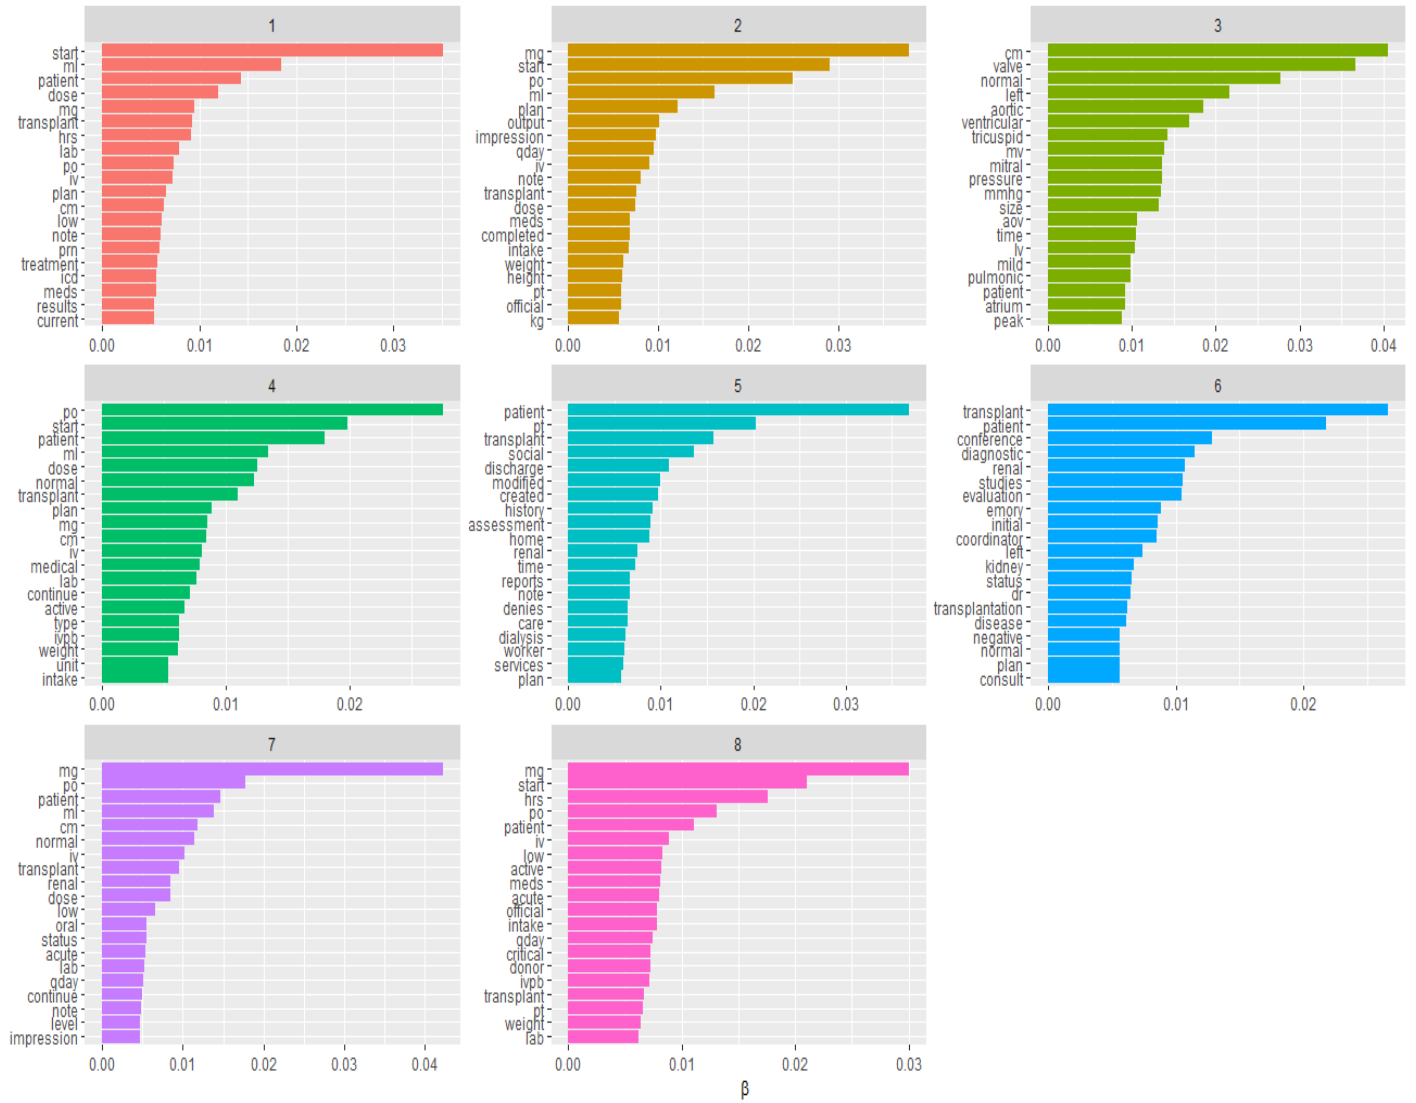 1
start
ml
patient
dose
mg
transplant
hrs
lab
po
iv
plan
cm
low
note
prn
treatment
icd
meds
results
current
0.00 0.01 0.02 0.03
2
mg
start
po
ml
plan
output
impression
qday
iv
note
transplant
dose
meds
completed
intake
weight
height
pt
official
kg
0.00 0.01 0.02 0.03
3
cm
valve
normal
left
aortic
ventricular
tricuspid
mv
mitral
pressure
mmhg
size
aov
time
lv
mild
pulmonic
patient
atrium
peak
0.00 0.01 0.02 0.03 0.04
4
po
start
patient
ml
dose
normal
transplant
plan
mg
cm
iv
medical
lab
continue
active
type
ivpb
weight
unit
intake
0.00 0.01 0.02
5
patient
pt
transplant
social
discharge
modified
created
history
assessment
home
renal
time
reports
note
denies
care
dialysis
worker
services
plan
0.00 0.01 0.02 0.03
6
transplant
patient
conference
diagnostic
renal
studies
evaluation
emory
initial
coordinator
left
kidney
status
dr
transplantation
disease
negative
normal
plan
consult
0.00 0.01 0.02
7
mg
po
patient
ml
cm
normal
iv
transplant
renal
dose
low
oral
status
acute
lab
qday
continue
note
level
impression
0.00 0.01 0.02 0.03 0.04
8
mg
start
hrs
po
patient
iv
low
active
meds
acute
official
intake
qday
critical
donor
ivpb
transplant
pt
weight
lab
0.00 0.01 0.02 0.03
β